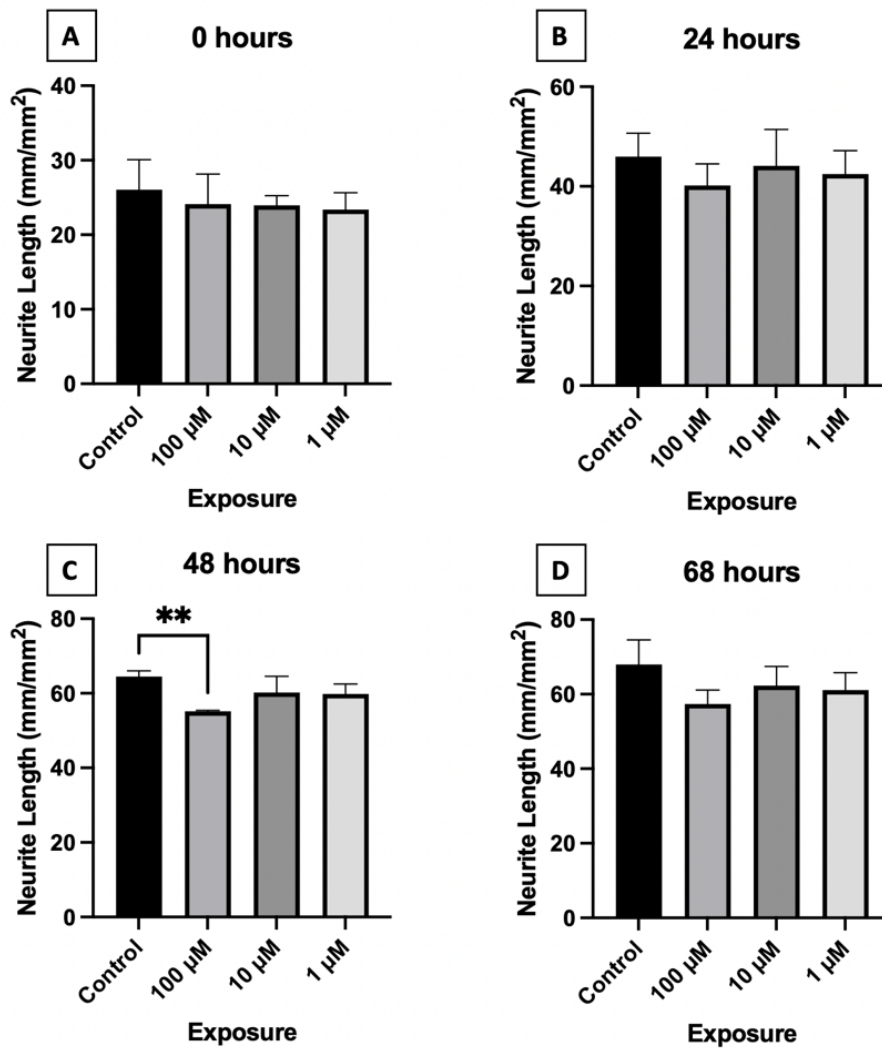 A
0 hours
Neurite Length (mm/mm²)
40
30
20
10
0
Control
100 µM
10 µM
1 µM
Exposure
B
24 hours
Neurite Length (mm/mm²)
60
40
20
0
Control
100 µM
10 µM
1 µM
Exposure
C
48 hours
Neurite Length (mm/mm²)
80
60
40
20
0
**
Control
100 µM
10 µM
1 µM
Exposure
D
68 hours
Neurite Length (mm/mm²)
80
60
40
20
0
Control
100 µM
10 µM
1 µM
Exposure